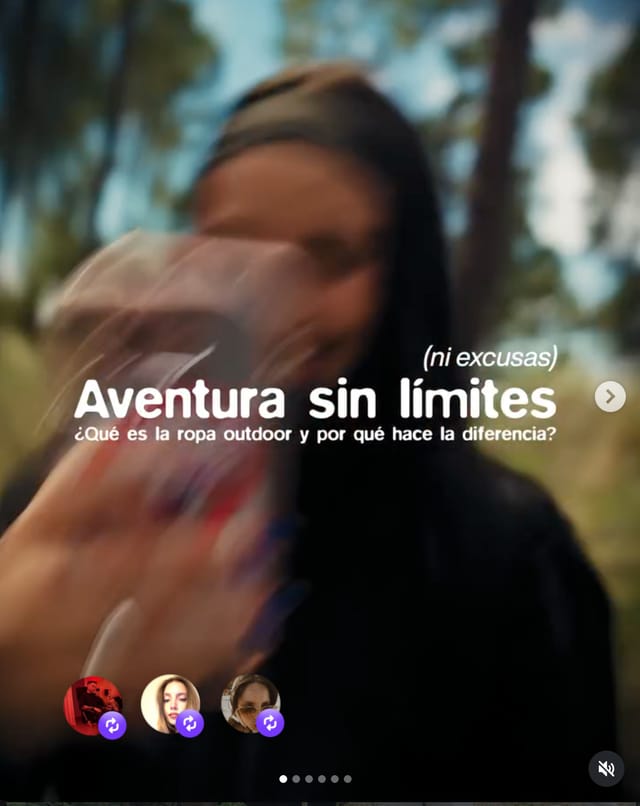 (ni excusas)
Aventura sin límites
¿Qué es la ropa outdoor y por qué hace la diferencia?